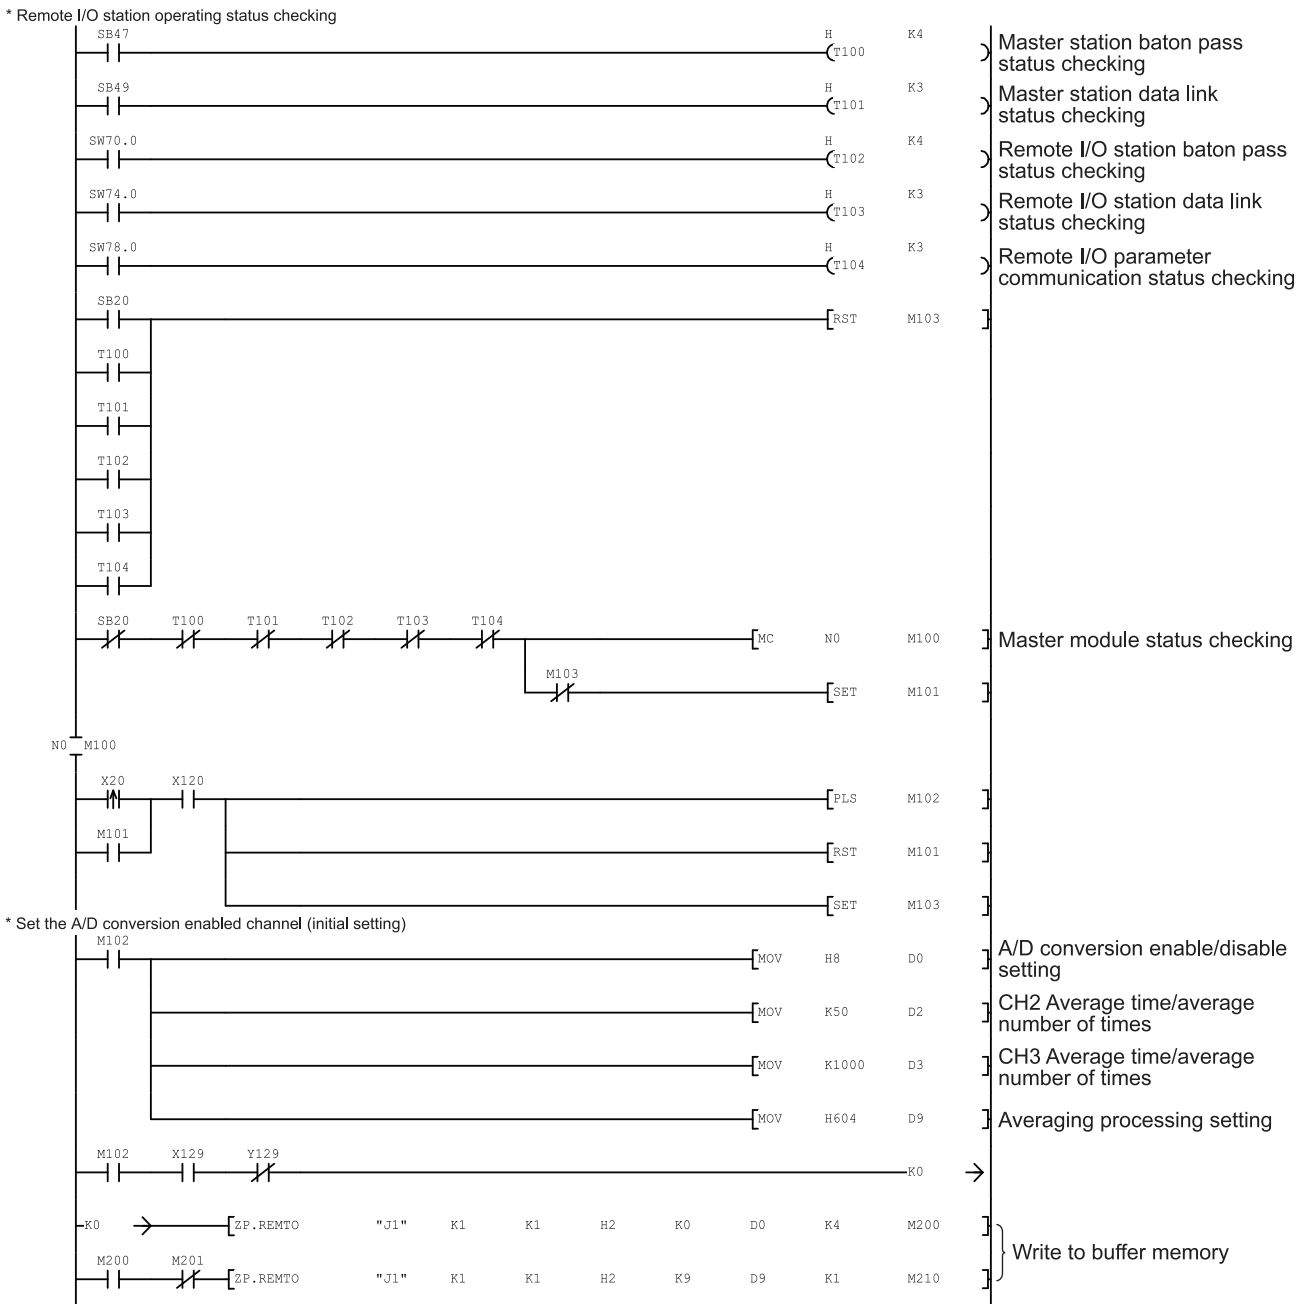 * Remote I/O station operating status checking
SB47 H K4
T100 Master station baton pass
status checking
SB49 H K3
T101 Master station data link
status checking
SW70.0 H K4
T102 Remote I/O station baton pass
status checking
SW74.0 H K3
T103 Remote I/O station data link
status checking
SW78.0 H K3
T104 Remote I/O parameter
communication status checking
SB20
RST M103
T100
T101
T102
T103
T104
SB20 T100 T101 T102 T103 T104
MC N0 M100 Master module status checking
M103
SET M101
N0 M100
X20 X120
PLS M102
M101
RST M101
SET M103
* Set the A/D conversion enabled channel (initial setting)
M102
MOV H8 D0 A/D conversion enable/disable
setting
MOV K50 D2 CH2 Average time/average
number of times
MOV K1000 D3 CH3 Average time/average
number of times
MOV H604 D9 Averaging processing setting
M102 X129 Y129
K0
K0 ZP.REMTO "J1" K1 K1 H2 K0 D0 K4 M200
Write to buffer memory
M200 M201
ZP.REMTO "J1" K1 K1 H2 K9 D9 K1 M210